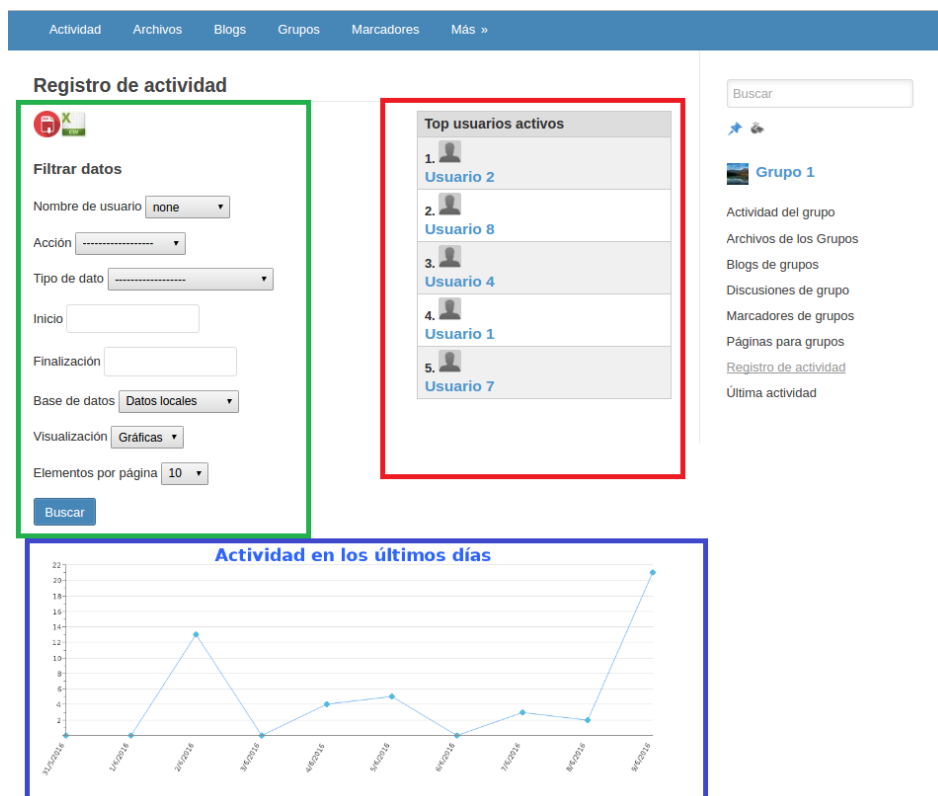 Actividad Archivos Blogs Grupos Marcadores Más »
Registro de actividad
Filtrar datos
Nombre de usuario none
Acción ------------------
Tipo de dato ------------------
Inicio
Finalización
Base de datos Datos locales
Visualización Gráficas
Elementos por página 10
Buscar
Top usuarios activos
1.
Usuario 2
2.
Usuario 8
3.
Usuario 4
4.
Usuario 1
5.
Usuario 7
Buscar
Grupo 1
Actividad del grupo
Archivos de los Grupos
Blogs de grupos
Discusiones de grupo
Marcadores de grupos
Páginas para grupos
Registro de actividad
Última actividad
Actividad en los últimos días
22
20
18
16
14
12
10
8
6
4
2
31/5/2016 1/6/2016 2/6/2016 3/6/2016 4/6/2016 5/6/2016 6/6/2016 7/6/2016 8/6/2016 9/6/2016